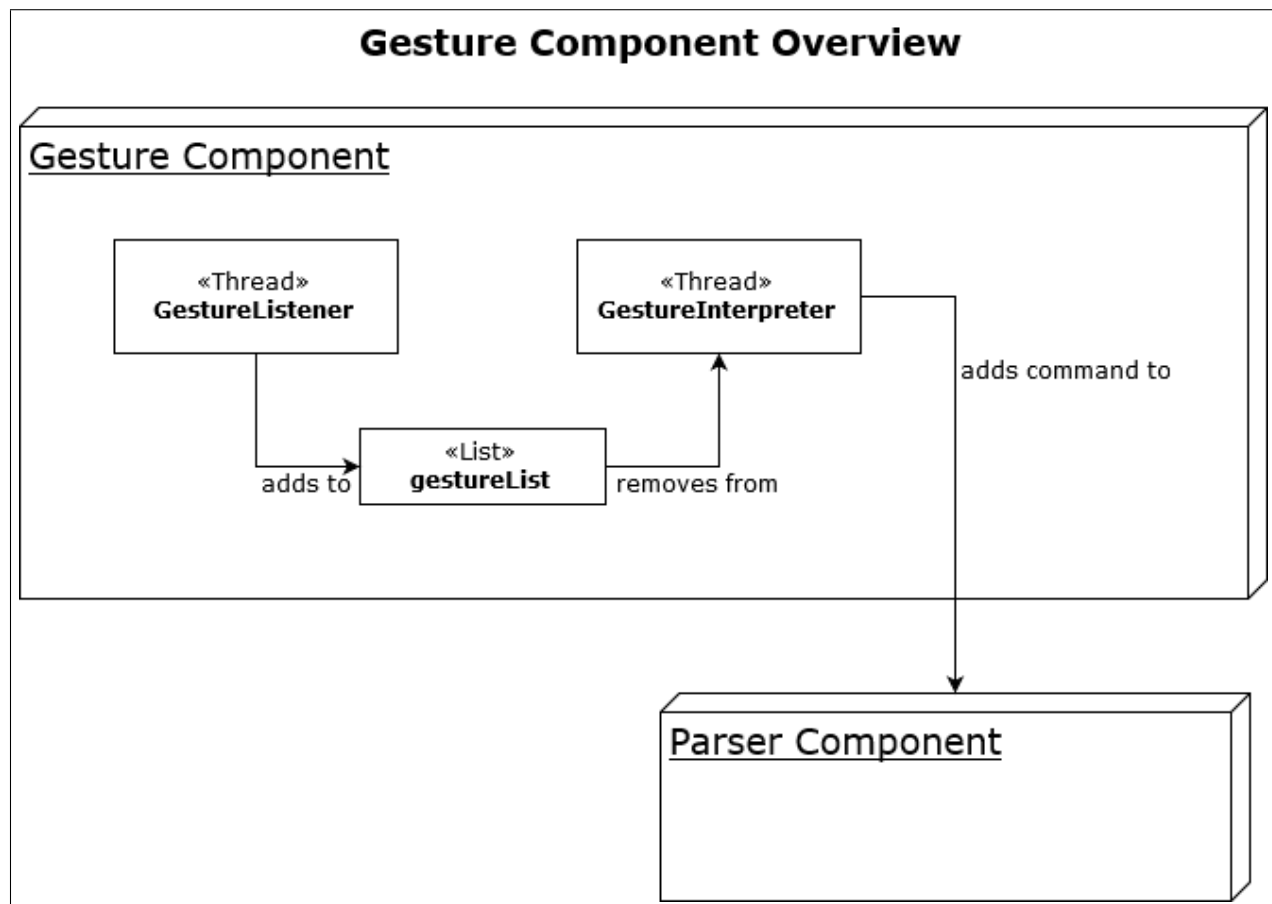 Gesture Component Overview
Gesture Component
«Thread»
GestureListener
«Thread»
GestureInterpreter
adds command to
«List»
gestureList
adds to
removes from
Parser Component